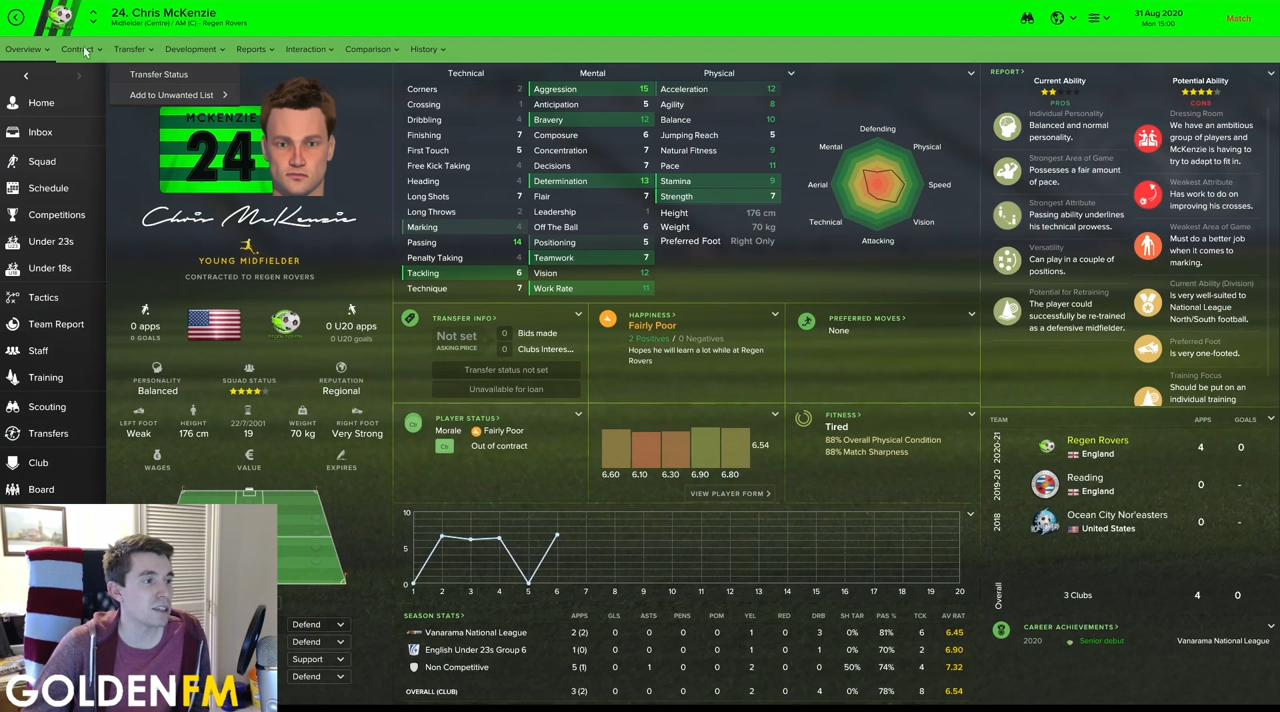 24. Chris McKenzie
Midfielder (Centre) / AM (C) - Regen Rovers
31 Aug 2020
Mon 15:00
Match
Overview
Contract
Transfer
Development
Reports
Interaction
Comparison
History
Transfer Status
Add to Unwanted List
Home
Inbox
Squad
Schedule
Competitions
Under 23s
Under 18s
Tactics
Team Report
Staff
Training
Scouting
Transfers
Club
Board
MCKENZIE
24
Chris McKenzie
YOUNG MIDFIELDER
CONTRACTED TO REGEN ROVERS
0 apps
0 GOALS
0 U20 apps
0 U20 goals
PERSONALITY
Balanced
SQUAD STATUS
REPUTATION
Regional
LEFT FOOT
Weak
HEIGHT
176 cm
22/7/2001
19
WEIGHT
70 kg
RIGHT FOOT
Very Strong
WAGES
VALUE
EXPIRES
Defend
Defend
Support
Defend
GOLDENFM
Technical
Corners 2
Crossing 1
Dribbling 4
Finishing 7
First Touch 5
Free Kick Taking 4
Heading 4
Long Shots 7
Long Throws 2
Marking 4
Passing 14
Penalty Taking 4
Tackling 6
Technique 7
Mental
Aggression 15
Anticipation 5
Bravery 12
Composure 6
Concentration 7
Decisions 7
Determination 13
Flair 7
Leadership 1
Off The Ball 6
Positioning 5
Teamwork 7
Vision 12
Work Rate 11
Physical
Acceleration 12
Agility 8
Balance 10
Jumping Reach 5
Natural Fitness 9
Pace 11
Stamina 9
Strength 7
Height 176 cm
Weight 70 kg
Preferred Foot Right Only
Defending
Physical
Speed
Vision
Attacking
Technical
Aerial
Mental
TRANSFER INFO>
Not set
ASKING PRICE
0 Bids made
0 Clubs Interes...
Transfer status not set
Unavailable for loan
HAPPINESS>
Fairly Poor
2 Positives / 0 Negatives
Hopes he will learn a lot while at Regen
Rovers
PREFERRED MOVES>
None
PLAYER STATUS>
Morale Fairly Poor
Ctr
Ctr Out of contract
6.54
6.60 6.10 6.30 6.90 6.80
VIEW PLAYER FORM >
FITNESS>
Tired
88% Overall Physical Condition
88% Match Sharpness
10
5
0
1 2 3 4 5 6 7 8 9 10 11 12 13 14 15 16 17 18 19 20
SEASON STATS> APPS GLS ASTS PENS POM YEL RED DRB SH TAR PAS % TCK AV RAT
Vanarama National League 2 (2) 0 0 0 0 1 0 3 0% 81% 6 6.45
English Under 23s Group 6 1(0) 0 0 0 0 1 0 1 0% 70% 2 6.90
Non Competitive 5 (1) 0 1 0 0 2 0 0 50% 74% 4 7.32
OVERALL (CLUB) 3 (2) 0 0 0 0 2 0 4 0% 78% 8 6.54
REPORT>
Current Ability
PROS
Individual Personality
Balanced and normal
personality.
Strongest Area of Game
Possesses a fair amount
of pace.
Strongest Attribute
Passing ability underlines
his technical prowess.
Versatility
Can play in a couple of
positions.
Potential for Retraining
The player could
successfully be re-trained
as a defensive midfielder.
Potential Ability
CONS
Dressing Room
We have an ambitious
group of players and
McKenzie is having to
try to adapt to fit in.
Weakest Attribute
Has work to do on
improving his crosses.
Weakest Area of Game
Must do a better job
when it comes to
marking.
Current Ability (Division)
Is very well-suited to
National League
North/South football.
Preferred Foot
Is very one-footed.
Training Focus
Should be put on an
individual training
TEAM APPS GOALS
2020-21
Regen Rovers 4 0
England
2019-20
Reading 0 -
England
2018
Ocean City Nor'easters 0 -
United States
Overall
3 Clubs 4 0
CAREER ACHIEVEMENTS>
2020 Senior debut Vanarama National League